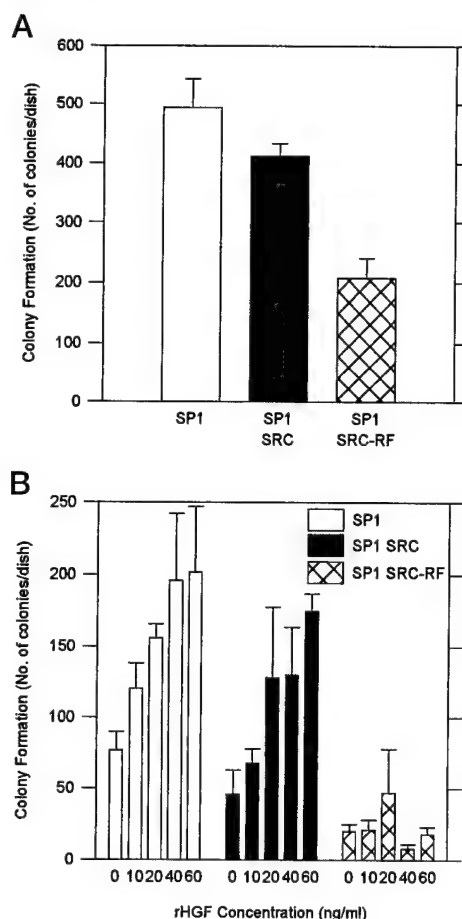 A
Colony Formation (No. of colonies/dish)
600
500
400
300
200
100
0
SP1
SP1
SRC
SP1
SRC-RF
B
Colony Formation (No. of colonies/dish)
250
200
150
100
50
0
SP1
SP1 SRC
SP1 SRC-RF
0 10 20 40 60
0 10 20 40 60
0 10 20 40 60
rHGF Concentration (ng/ml)